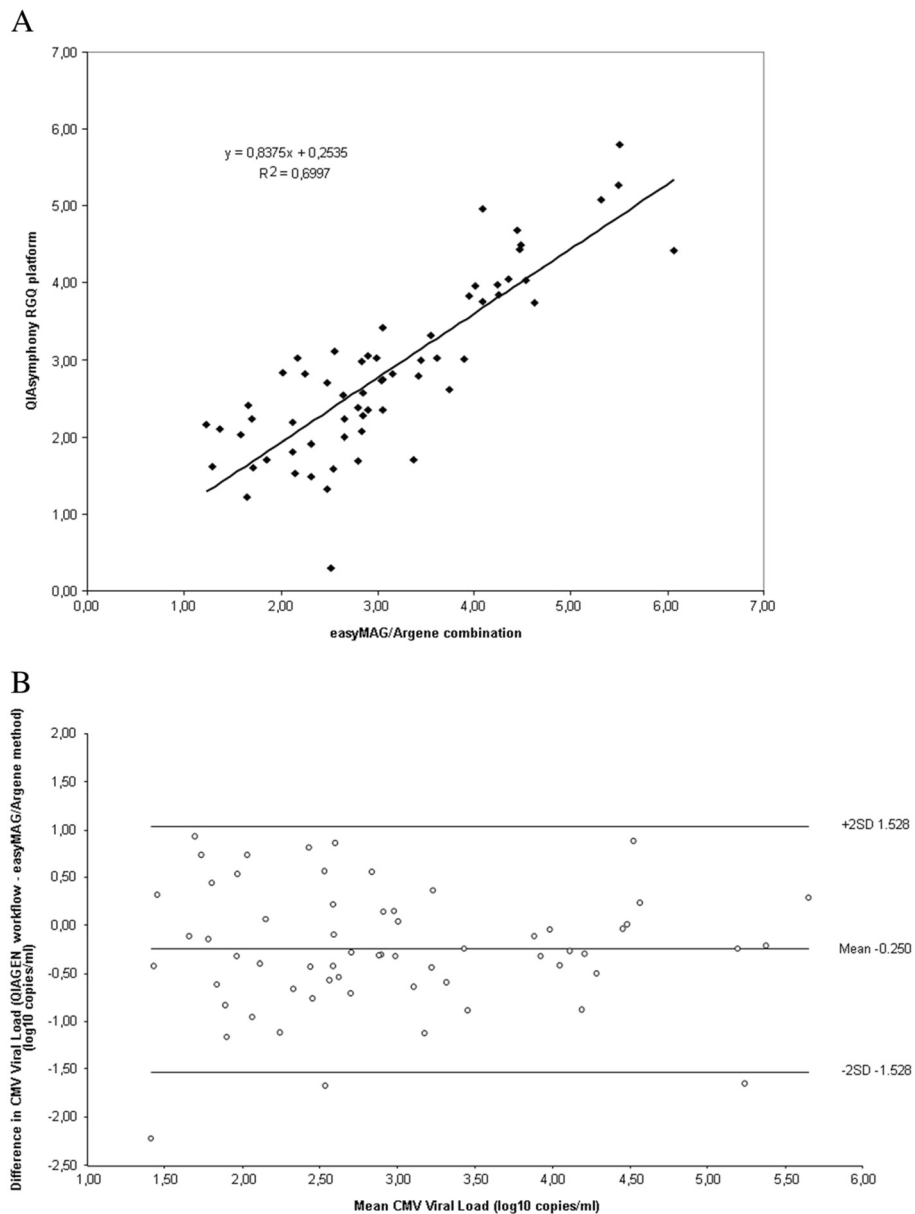 A
7,00
6,00
5,00
4,00
3,00
2,00
1,00
0,00
QIAsymphony RGQ platform
y = 0,8375x + 0,2535
R2 = 0,6997
0,00 1,00 2,00 3,00 4,00 5,00 6,00 7,00
easyMAG/Argene combination
B
Difference in CMV Viral Load (QIAGEN workflow - easyMAG/Argene method)
(log10 copies/ml)
2,00
1,50
1,00
0,50
0,00
-0,50
-1,00
-1,50
-2,00
-2,50
+2SD 1.528
Mean -0.250
-2SD -1.528
1,00 1,50 2,00 2,50 3,00 3,50 4,00 4,50 5,00 5,50 6,00
Mean CMV Viral Load (log10 copies/ml)